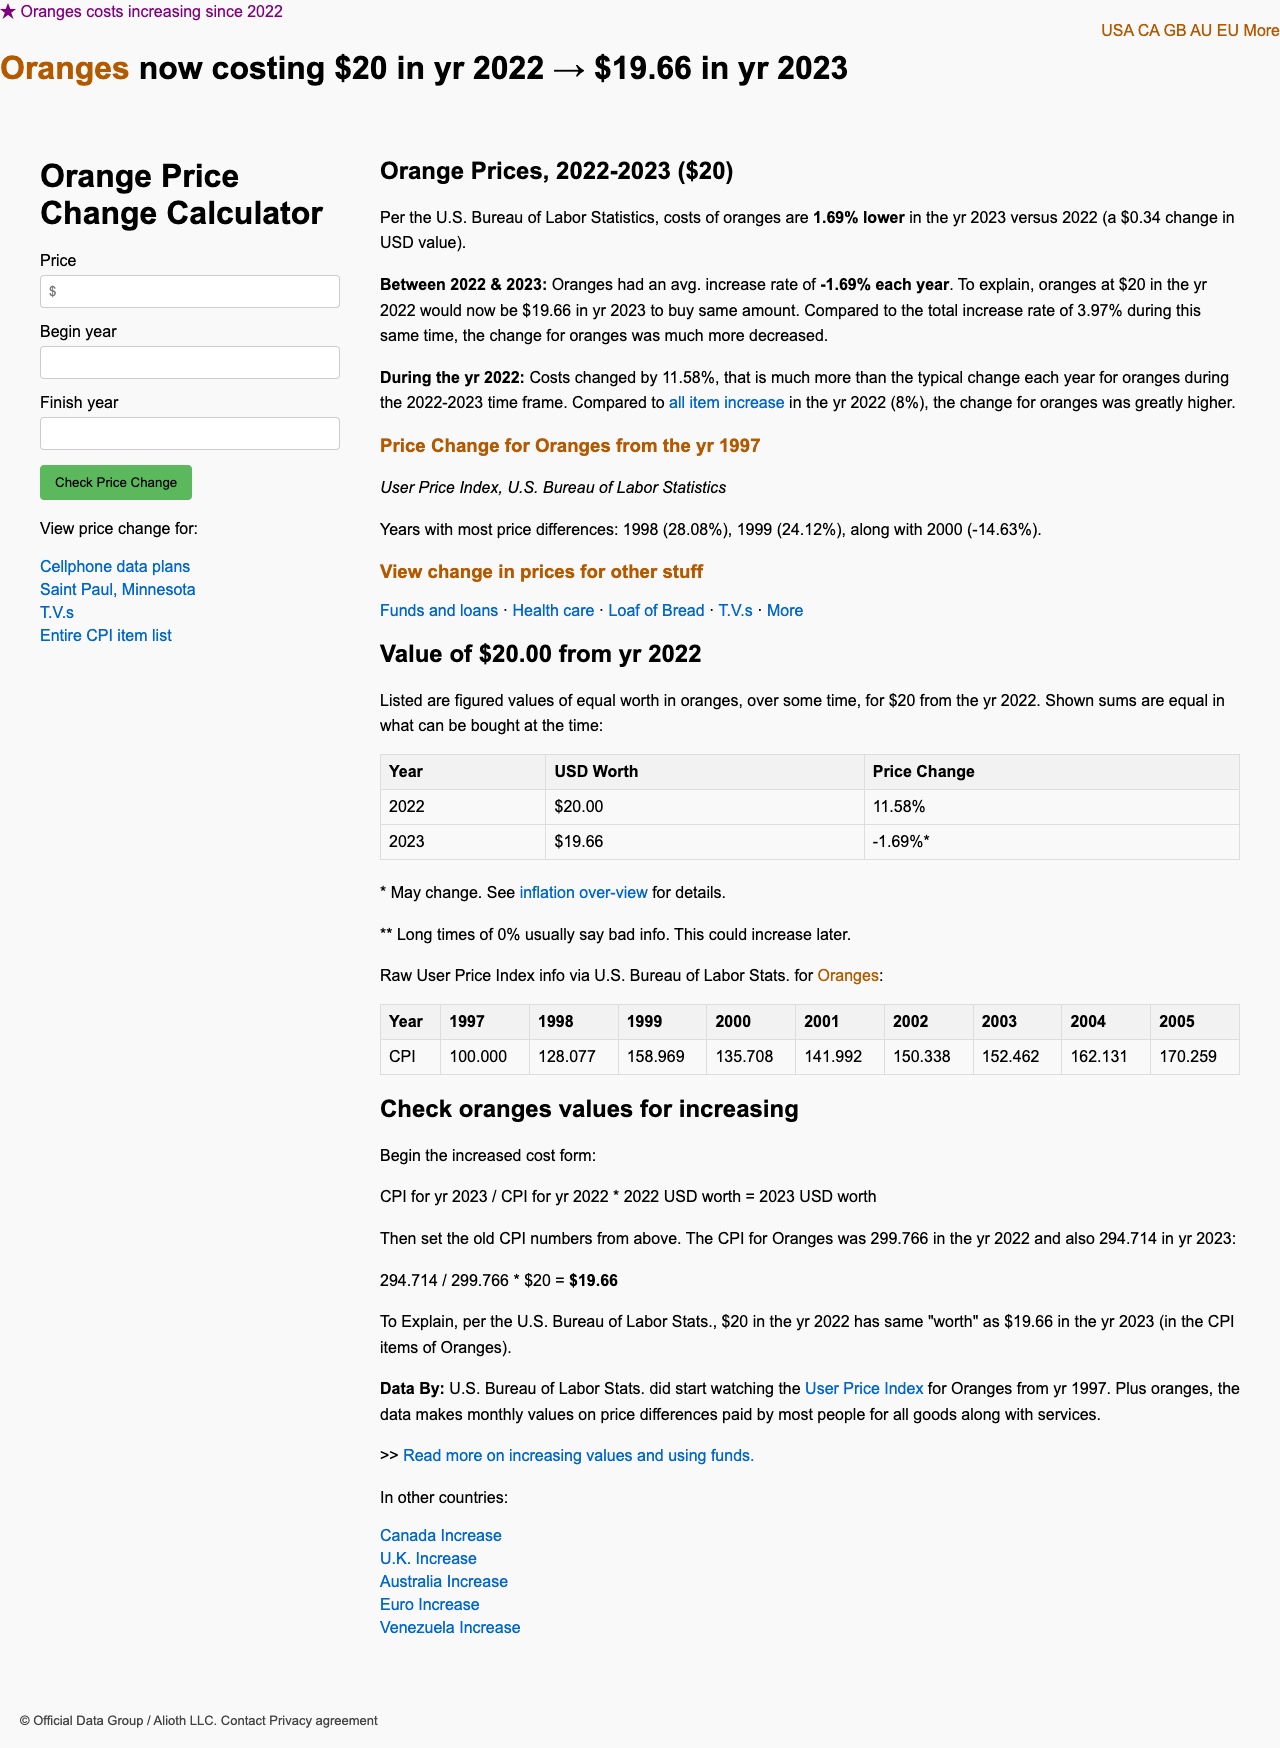 ★ Oranges costs increasing since 2022
USA CA GB AU EU More
Oranges now costing $20 in yr 2022 → $19.66 in yr 2023
Orange Price
Change Calculator
Price
$
Begin year
Finish year
Check Price Change
View price change for:
Cellphone data plans
Saint Paul, Minnesota
T.V.s
Entire CPI item list
Orange Prices, 2022-2023 ($20)
Per the U.S. Bureau of Labor Statistics, costs of oranges are 1.69% lower in the yr 2023 versus 2022 (a $0.34 change in
USD value).
Between 2022 & 2023: Oranges had an avg. increase rate of -1.69% each year. To explain, oranges at $20 in the yr
2022 would now be $19.66 in yr 2023 to buy same amount. Compared to the total increase rate of 3.97% during this
same time, the change for oranges was much more decreased.
During the yr 2022: Costs changed by 11.58%, that is much more than the typical change each year for oranges during
the 2022-2023 time frame. Compared to all item increase in the yr 2022 (8%), the change for oranges was greatly higher.
Price Change for Oranges from the yr 1997
User Price Index, U.S. Bureau of Labor Statistics
Years with most price differences: 1998 (28.08%), 1999 (24.12%), along with 2000 (-14.63%).
View change in prices for other stuff
Funds and loans · Health care · Loaf of Bread · T.V.s · More
Value of $20.00 from yr 2022
Listed are figured values of equal worth in oranges, over some time, for $20 from the yr 2022. Shown sums are equal in
what can be bought at the time:
Year USD Worth Price Change
2022 $20.00 11.58%
2023 $19.66 -1.69%*
* May change. See inflation over-view for details.
** Long times of 0% usually say bad info. This could increase later.
Raw User Price Index info via U.S. Bureau of Labor Stats. for Oranges:
Year 1997 1998 1999 2000 2001 2002 2003 2004 2005
CPI 100.000 128.077 158.969 135.708 141.992 150.338 152.462 162.131 170.259
Check oranges values for increasing
Begin the increased cost form:
CPI for yr 2023 / CPI for yr 2022 * 2022 USD worth = 2023 USD worth
Then set the old CPI numbers from above. The CPI for Oranges was 299.766 in the yr 2022 and also 294.714 in yr 2023:
294.714 / 299.766 * $20 = $19.66
To Explain, per the U.S. Bureau of Labor Stats., $20 in the yr 2022 has same "worth" as $19.66 in the yr 2023 (in the CPI
items of Oranges).
Data By: U.S. Bureau of Labor Stats. did start watching the User Price Index for Oranges from yr 1997. Plus oranges, the
data makes monthly values on price differences paid by most people for all goods along with services.
>> Read more on increasing values and using funds.
In other countries:
Canada Increase
U.K. Increase
Australia Increase
Euro Increase
Venezuela Increase
© Official Data Group / Alioth LLC. Contact Privacy agreement